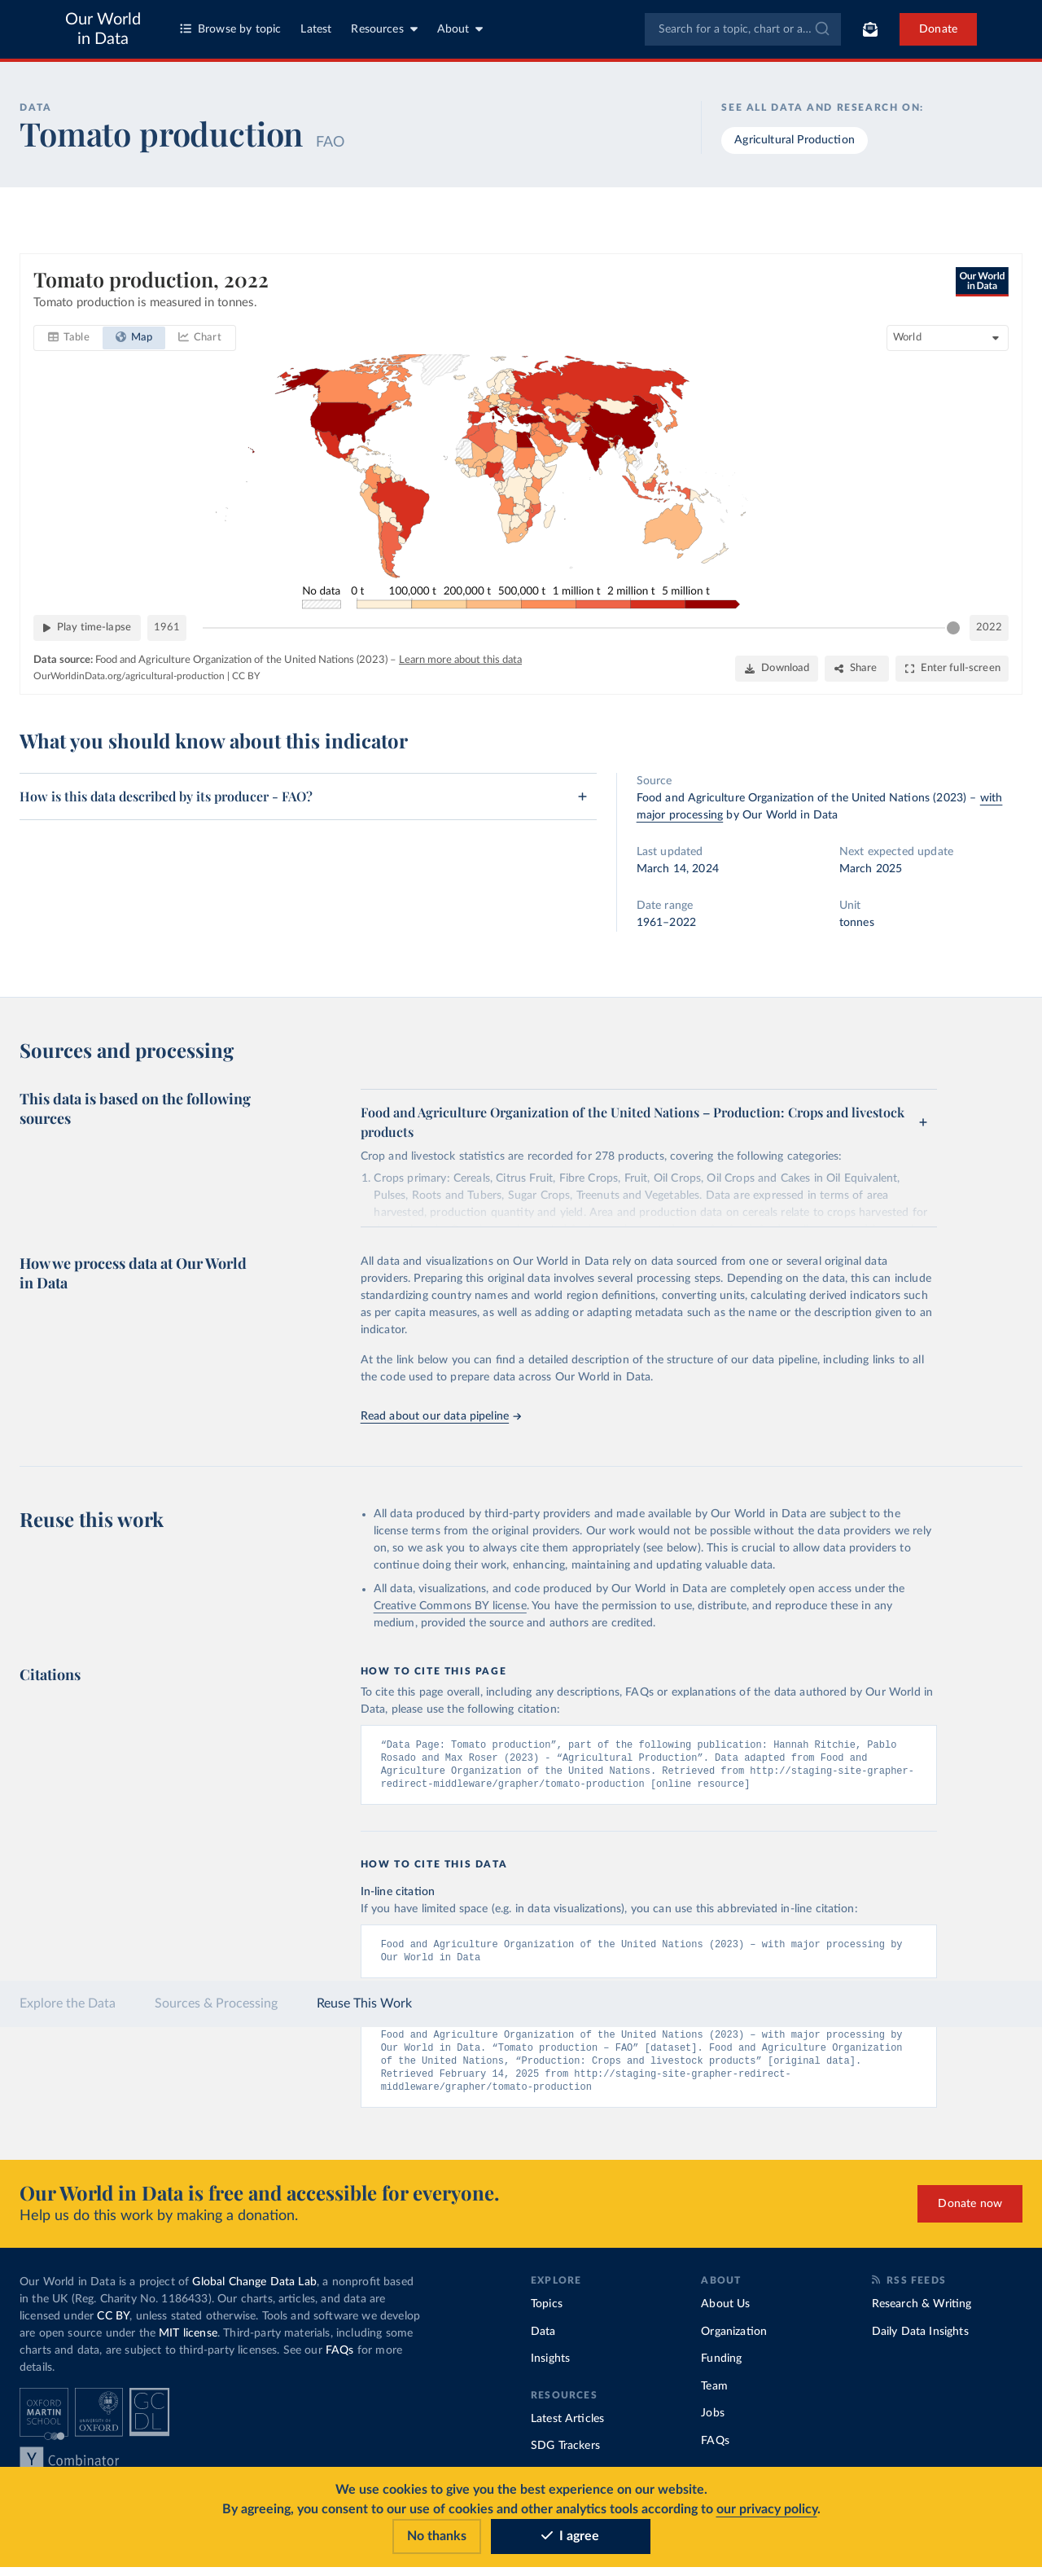 Our World
in Data
Browse by topic
Latest
Resources
About
Search for a topic, chart or a...
Donate
DATA
Tomato production FAO
SEE ALL DATA AND RESEARCH ON:
Agricultural Production
Tomato production, 2022
Tomato production is measured in tonnes.
Our World
in Data
Table
Map
Chart
World
No data 0 t 100,000 t 200,000 t 500,000 t 1 million t 2 million t 5 million t
Play time-lapse
1961
2022
Data source: Food and Agriculture Organization of the United Nations (2023) – Learn more about this data
OurWorldinData.org/agricultural-production | CC BY
Download
Share
Enter full-screen
What you should know about this indicator
How is this data described by its producer - FAO?
Source
Food and Agriculture Organization of the United Nations (2023) – with
major processing by Our World in Data
Last updated
March 14, 2024
Next expected update
March 2025
Date range
1961–2022
Unit
tonnes
Sources and processing
This data is based on the following
sources
Food and Agriculture Organization of the United Nations – Production: Crops and livestock
products
Crop and livestock statistics are recorded for 278 products, covering the following categories:
1. Crops primary: Cereals, Citrus Fruit, Fibre Crops, Fruit, Oil Crops, Oil Crops and Cakes in Oil Equivalent,
Pulses, Roots and Tubers, Sugar Crops, Treenuts and Vegetables. Data are expressed in terms of area
harvested, production quantity and yield. Area and production data on cereals relate to crops harvested for
How we process data at Our World
in Data
All data and visualizations on Our World in Data rely on data sourced from one or several original data
providers. Preparing this original data involves several processing steps. Depending on the data, this can include
standardizing country names and world region definitions, converting units, calculating derived indicators such
as per capita measures, as well as adding or adapting metadata such as the name or the description given to an
indicator.
At the link below you can find a detailed description of the structure of our data pipeline, including links to all
the code used to prepare data across Our World in Data.
Read about our data pipeline
Reuse this work
All data produced by third-party providers and made available by Our World in Data are subject to the
license terms from the original providers. Our work would not be possible without the data providers we rely
on, so we ask you to always cite them appropriately (see below). This is crucial to allow data providers to
continue doing their work, enhancing, maintaining and updating valuable data.
All data, visualizations, and code produced by Our World in Data are completely open access under the
Creative Commons BY license. You have the permission to use, distribute, and reproduce these in any
medium, provided the source and authors are credited.
Citations
HOW TO CITE THIS PAGE
To cite this page overall, including any descriptions, FAQs or explanations of the data authored by Our World in
Data, please use the following citation:
“Data Page: Tomato production”, part of the following publication: Hannah Ritchie, Pablo
Rosado and Max Roser (2023) - “Agricultural Production”. Data adapted from Food and
Agriculture Organization of the United Nations. Retrieved from http://staging-site-grapher-
redirect-middleware/grapher/tomato-production [online resource]
HOW TO CITE THIS DATA
In-line citation
If you have limited space (e.g. in data visualizations), you can use this abbreviated in-line citation:
Food and Agriculture Organization of the United Nations (2023) – with major processing by
Our World in Data
Explore the Data
Sources & Processing
Reuse This Work
Food and Agriculture Organization of the United Nations (2023) – with major processing by
Our World in Data. “Tomato production – FAO” [dataset]. Food and Agriculture Organization
of the United Nations, “Production: Crops and livestock products” [original data].
Retrieved February 14, 2025 from http://staging-site-grapher-redirect-
middleware/grapher/tomato-production
Our World in Data is free and accessible for everyone.
Help us do this work by making a donation.
Donate now
Our World in Data is a project of Global Change Data Lab, a nonprofit based
in the UK (Reg. Charity No. 1186433). Our charts, articles, and data are
licensed under CC BY, unless stated otherwise. Tools and software we develop
are open source under the MIT license. Third-party materials, including some
charts and data, are subject to third-party licenses. See our FAQs for more
details.
OXFORD
MARTIN
SCHOOL
UNIVERSITY OF
OXFORD
GC
DL
Y Combinator
EXPLORE
Topics
Data
Insights
RESOURCES
Latest Articles
SDG Trackers
ABOUT
About Us
Organization
Funding
Team
Jobs
FAQs
RSS FEEDS
Research & Writing
Daily Data Insights
We use cookies to give you the best experience on our website.
By agreeing, you consent to our use of cookies and other analytics tools according to our privacy policy.
No thanks
I agree